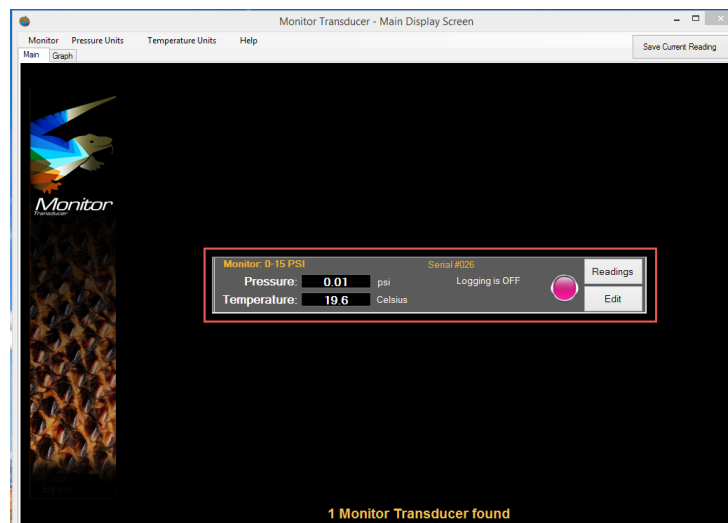 Monitor Transducer - Main Display Screen
Monitor Pressure Units Temperature Units Help
Save Current Reading
Main Graph
Monitor
Transducer
Monitor: 0-15 PSI Serial #026
Pressure: 0.01 psi Logging is OFF
Readings
Temperature: 19.6 Celsius
Edit
1 Monitor Transducer found